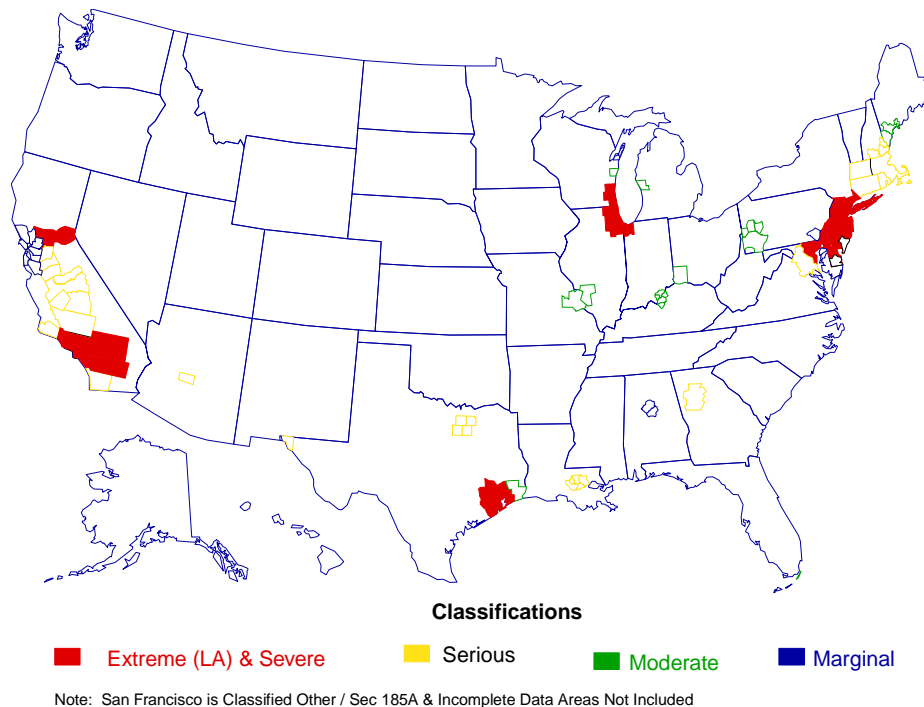 Classifications
Extreme (LA) & Severe
Serious
Moderate
Marginal
Note: San Francisco is Classified Other / Sec 185A & Incomplete Data Areas Not Included